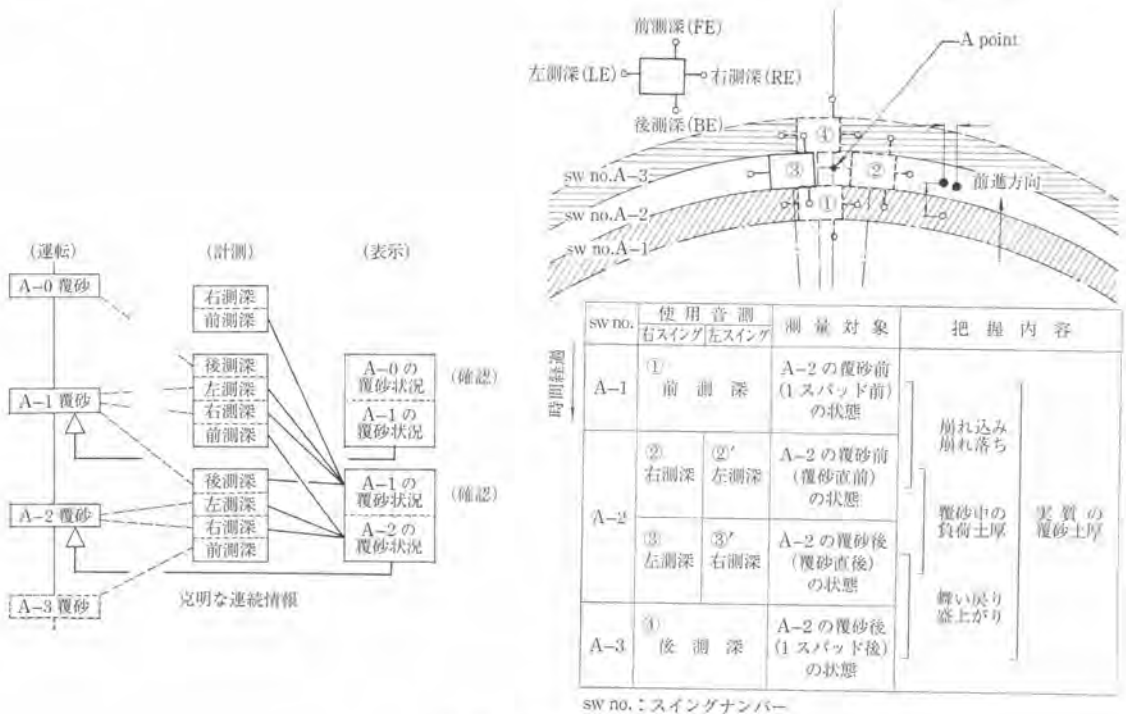 (運転)
(計測)
(表示)
A-0 覆砂
右測深
前測深
A-1 覆砂
後測深
左測深
右測深
前測深
A-0 の
覆砂状況
A-1 の
覆砂状況
(確認)
A-2 覆砂
後測深
左測深
右測深
前測深
A-1 の
覆砂状況
A-2 の
覆砂状況
(確認)
A-3 覆砂
克明な連続情報
前測深(FE)
左測深(LE)
右測深(RE)
後測深(BE)
A point
④
③
②
①
sw no.A-3
sw no.A-2
sw no.A-1
前進方向
時間経過
sw no.
使用音測
右スイング
左スイング
測量対象
把握内容
A-1
①
前測深
A-2 の覆砂前
(1スパッド前)
の状態
A-2
②
右測深
②′
左測深
A-2 の覆砂前
(覆砂直前)
の状態
③
左測深
③′
右測深
A-2 の覆砂後
(覆砂直後)
の状態
A-3
④
後測深
A-2 の覆砂後
(1スパッド後)
の状態
崩れ込み
崩れ落ち
覆砂中の
負荷土厚
舞い戻り
盛上がり
実質の
覆砂土厚
sw no.：スイングナンバー